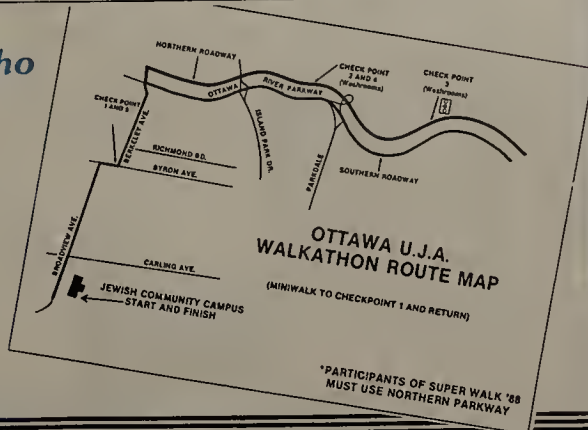 ho
NORTHERN ROADWAY
CHECK POINT
2 AND 4
(Washrooms)
CHECK POINT
3
(Washrooms)
OTTAWA
RIVER PARKWAY
CHECK POINT
1 AND 5
BERKELEY AVE.
ISLAND PARK DR.
PARKDALE
RICHMOND RD.
BYRON AVE.
SOUTHERN ROADWAY
BROADVIEW AVE.
CARLING AVE.
OTTAWA U.J.A.
WALKATHON ROUTE MAP
(MINIWALK TO CHECKPOINT 1 AND RETURN)
JEWISH COMMUNITY CAMPUS
START AND FINISH
*PARTICIPANTS OF SUPER WALK '88
MUST USE NORTHERN PARKWAY